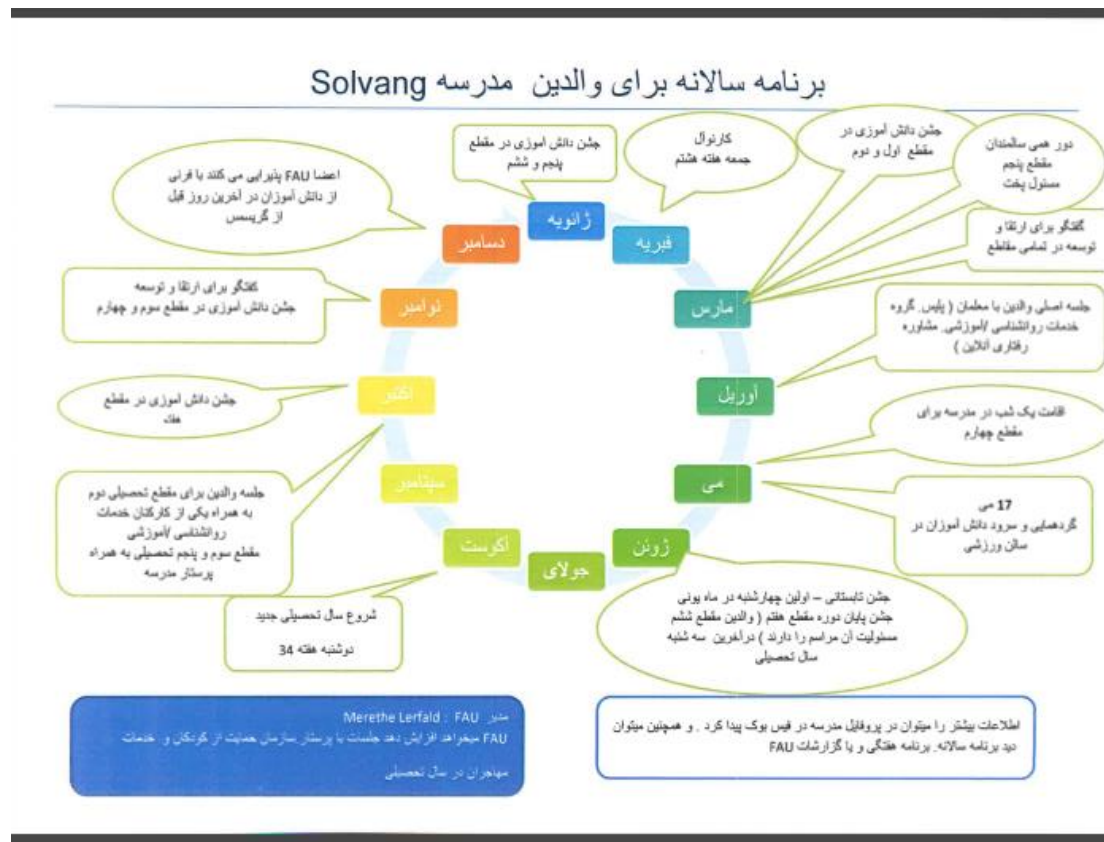 برنامه سالانه برای والدین مدرسه Solvang
ژانویه
جشن دانش آموزی در مقطع
پنجم و ششم
فبریه
کارنوآل
جمعه هفته هشتم
مارس
جشن دانش آموزی در
مقطع اول و دوم
دور همی سالمندان
مقطع پنجم
مسئول پخت
گفتگو برای ارتقا و
توسعه در تمامی مقاطع
آوریل
جلسه اصلی والدین با معلمان ( پلیس. گروه
خدمات روانشناسی /آموزشی. مشاوره
رفتاری آنلاین )
می
اقامت یک شب در مدرسه برای
مقطع چهارم
17 می
گردهمایی و سرود دانش آموزان در
سالن ورزشی
ژوئن
جشن تابستانی – اولین چهارشنبه در ماه یونی
جشن پایان دوره مقطع هفتم ( والدین مقطع ششم
مسئولیت آن مراسم را دارند ) درآخرین سه شنبه
سال تحصیلی
جولای
آگوست
شروع سال تحصیلی جدید
دوشنبه هفته 34
سپتامبر
جلسه والدین برای مقطع تحصیلی دوم
به همراه یکی از کارکنان خدمات
روانشناسی /آموزشی
مقطع سوم و پنجم تحصیلی به همراه
پرستار مدرسه
اکتبر
جشن دانش آموزی در مقطع
نوامبر
گفتگو برای ارتقا و توسعه
جشن دانش آموزی در مقطع سوم و چهارم
دسامبر
اعضا FAU پذیرایی می کنند با فرنی
از دانش آموزان در آخرین روز قبل
از کریسمس
مدیر FAU : Merethe Lerfald
FAU میخواهد افزایش دهد جلسات با پرستار.سازمان حمایت از کودکان و خدمات
مهاجران در سال تحصیلی
اطلاعات بیشتر را میتوان در پروفایل مدرسه در فیس بوک پیدا کرد . و همچنین میتوان
دید برنامه سالانه. برنامه هفتگی و یا گزارشات FAU